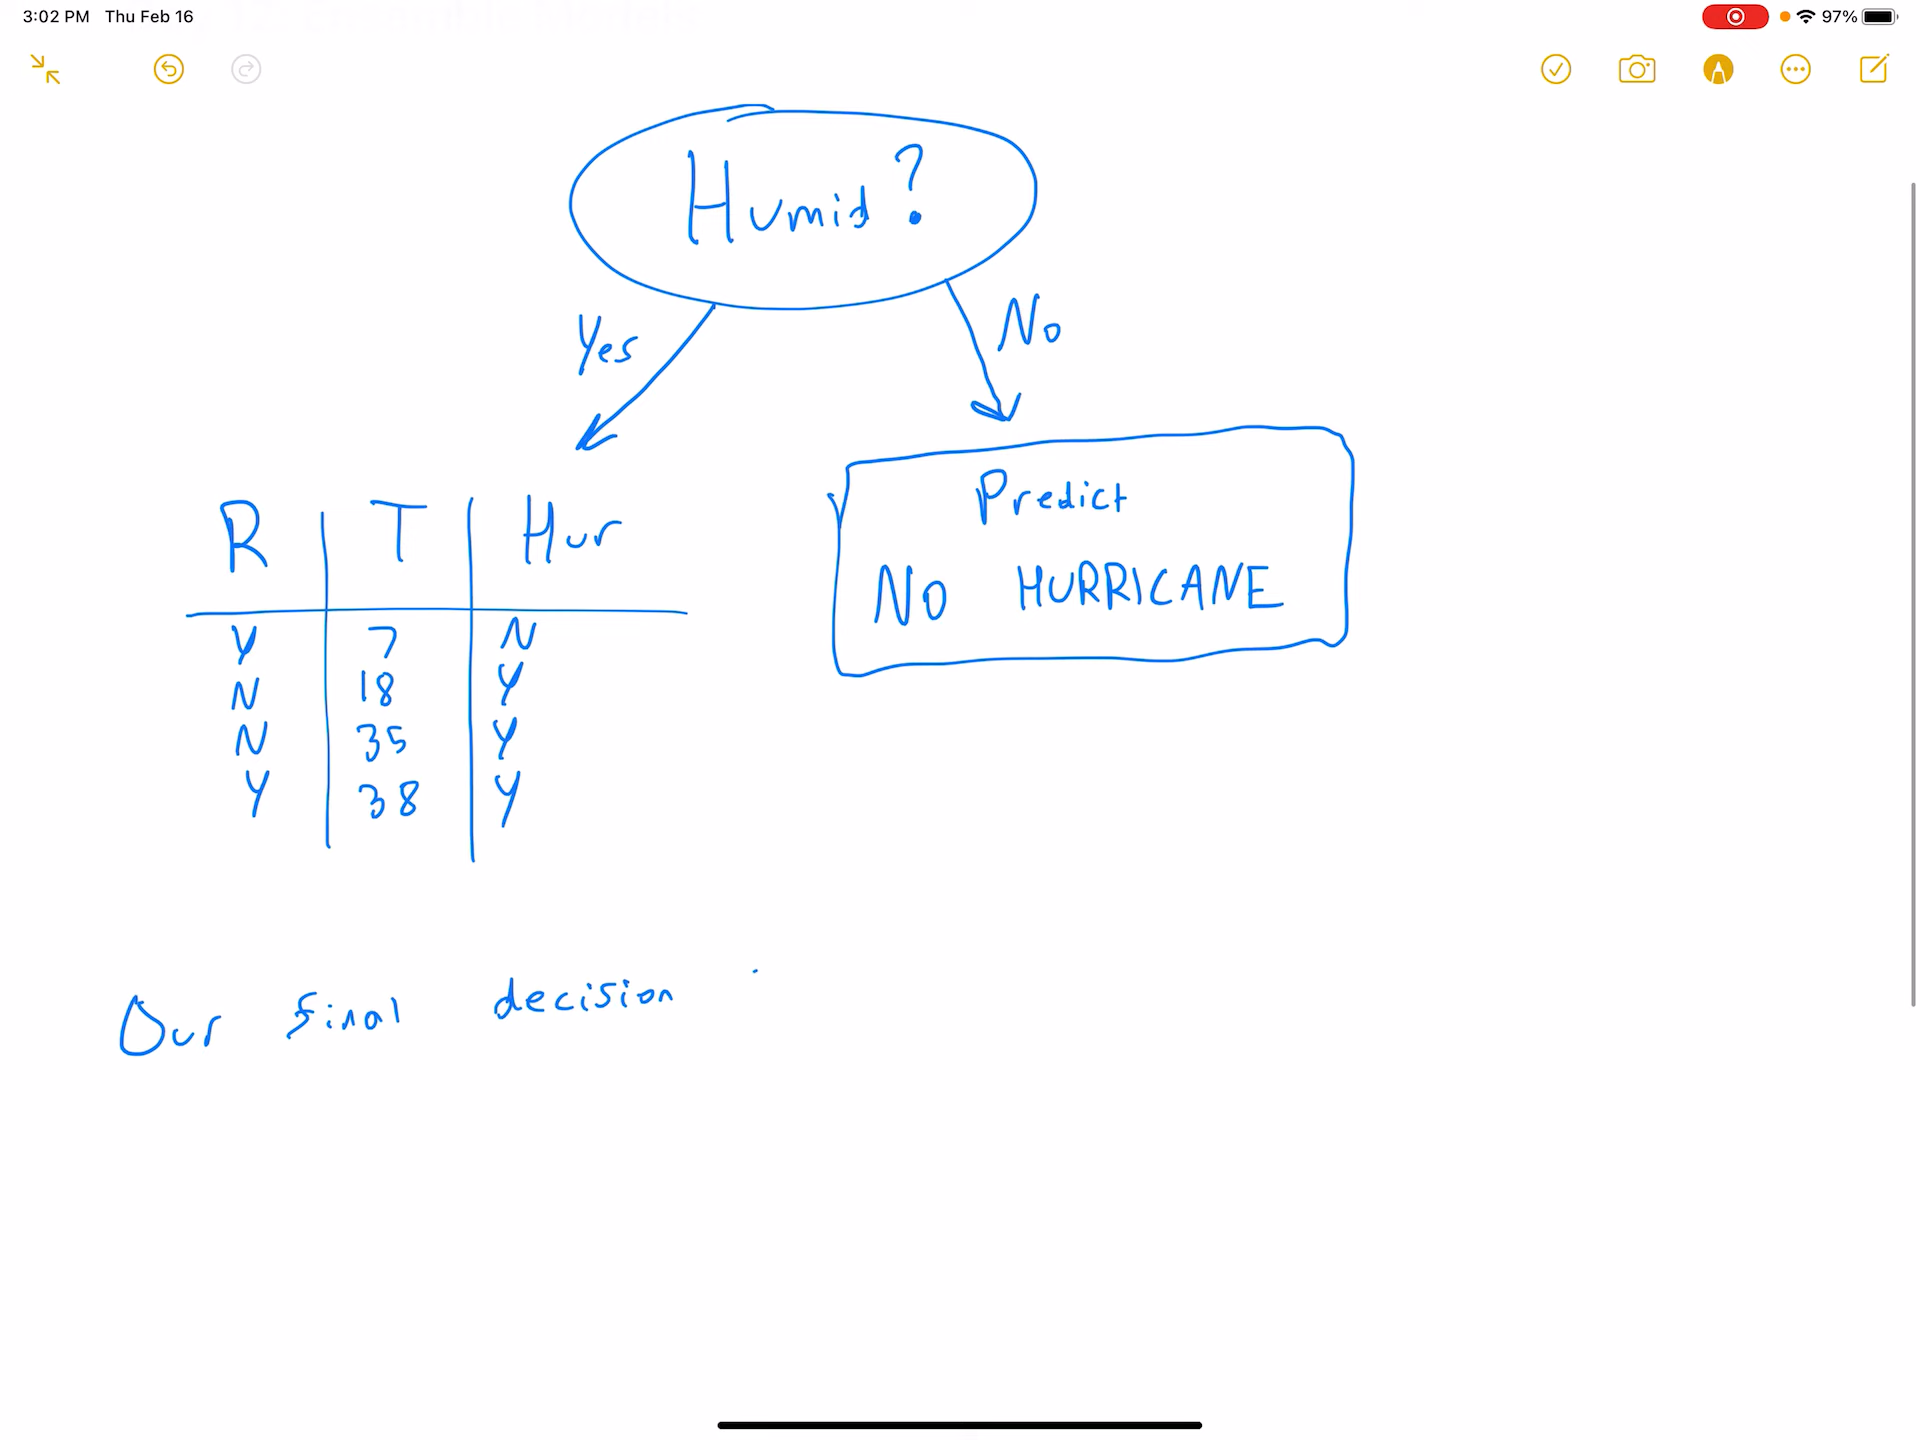 3:02 PM Thu Feb 16
97%
Humid?
Yes
No
R T Hur
Y 7 N
N 18 Y
N 35 Y
Y 38 Y
Predict
NO HURRICANE
Our final decision